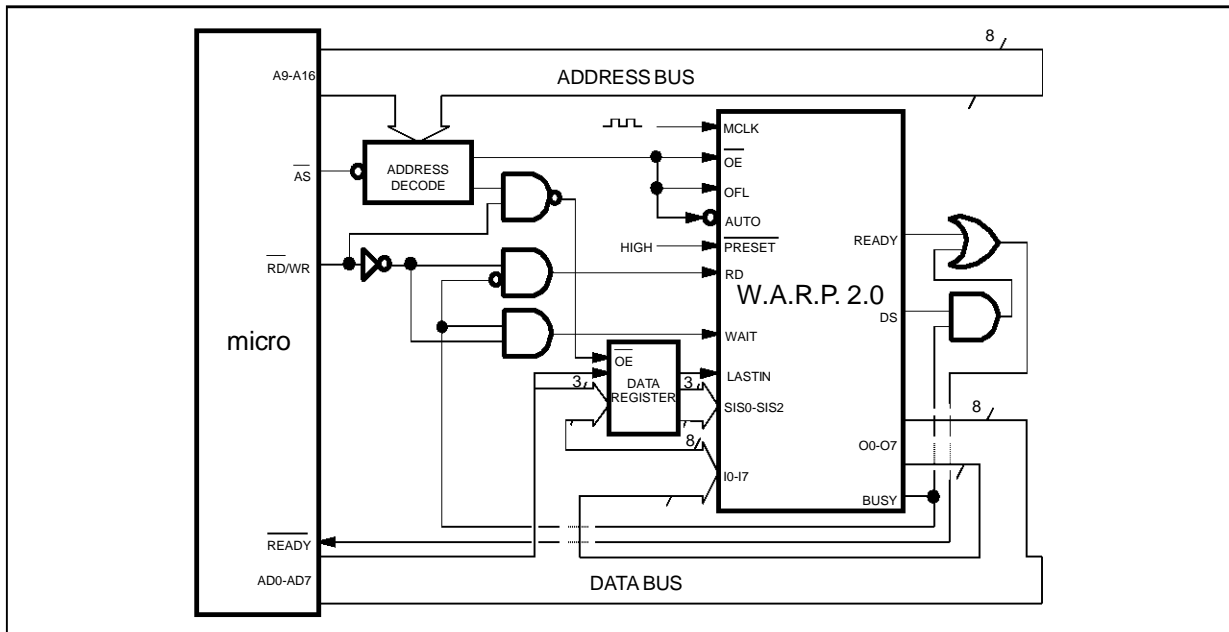 8
A9-A16
ADDRESS BUS
MCLK
AS
ADDRESS
DECODE
OE
OFL
AUTO
READY
HIGH
PRESET
RD/WR
RD
W.A.R.P. 2.0
DS
micro
WAIT
OE
DATA
REGISTER
LASTIN
3
3
SIS0-SIS2
8
8
O0-O7
I0-I7
BUSY
READY
AD0-AD7
DATA BUS